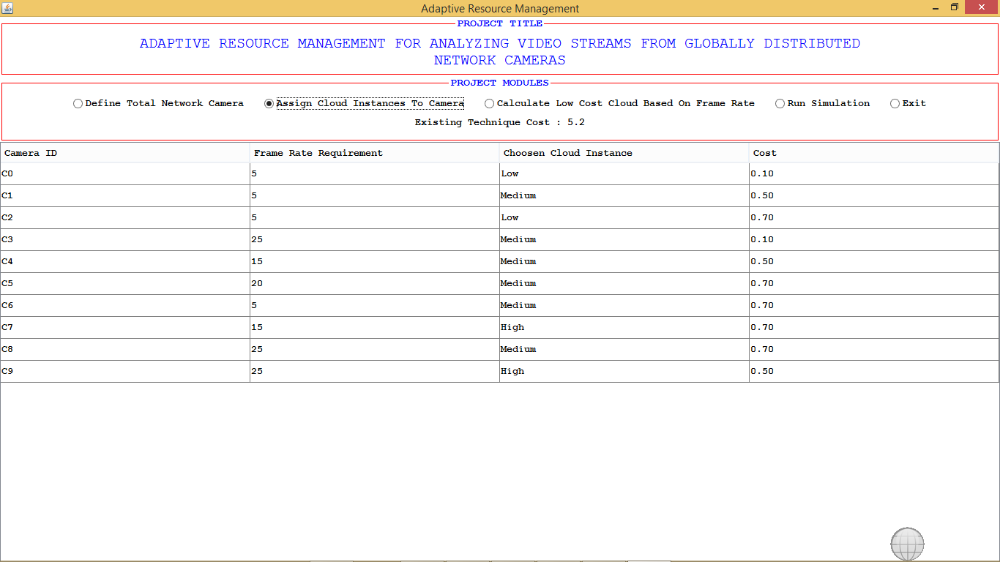 Adaptive Resource Management
PROJECT TITLE
ADAPTIVE RESOURCE MANAGEMENT FOR ANALYZING VIDEO STREAMS FROM GLOBALLY DISTRIBUTED
NETWORK CAMERAS
PROJECT MODULES
Define Total Network Camera Assign Cloud Instances To Camera Calculate Low Cost Cloud Based On Frame Rate Run Simulation Exit
Existing Technique Cost : 5.2
Camera ID Frame Rate Requirement Choosen Cloud Instance Cost
C0 5 Low 0.10
C1 5 Medium 0.50
C2 5 Low 0.70
C3 25 Medium 0.10
C4 15 Medium 0.50
C5 20 Medium 0.70
C6 5 Medium 0.70
C7 15 High 0.70
C8 25 Medium 0.70
C9 25 High 0.50